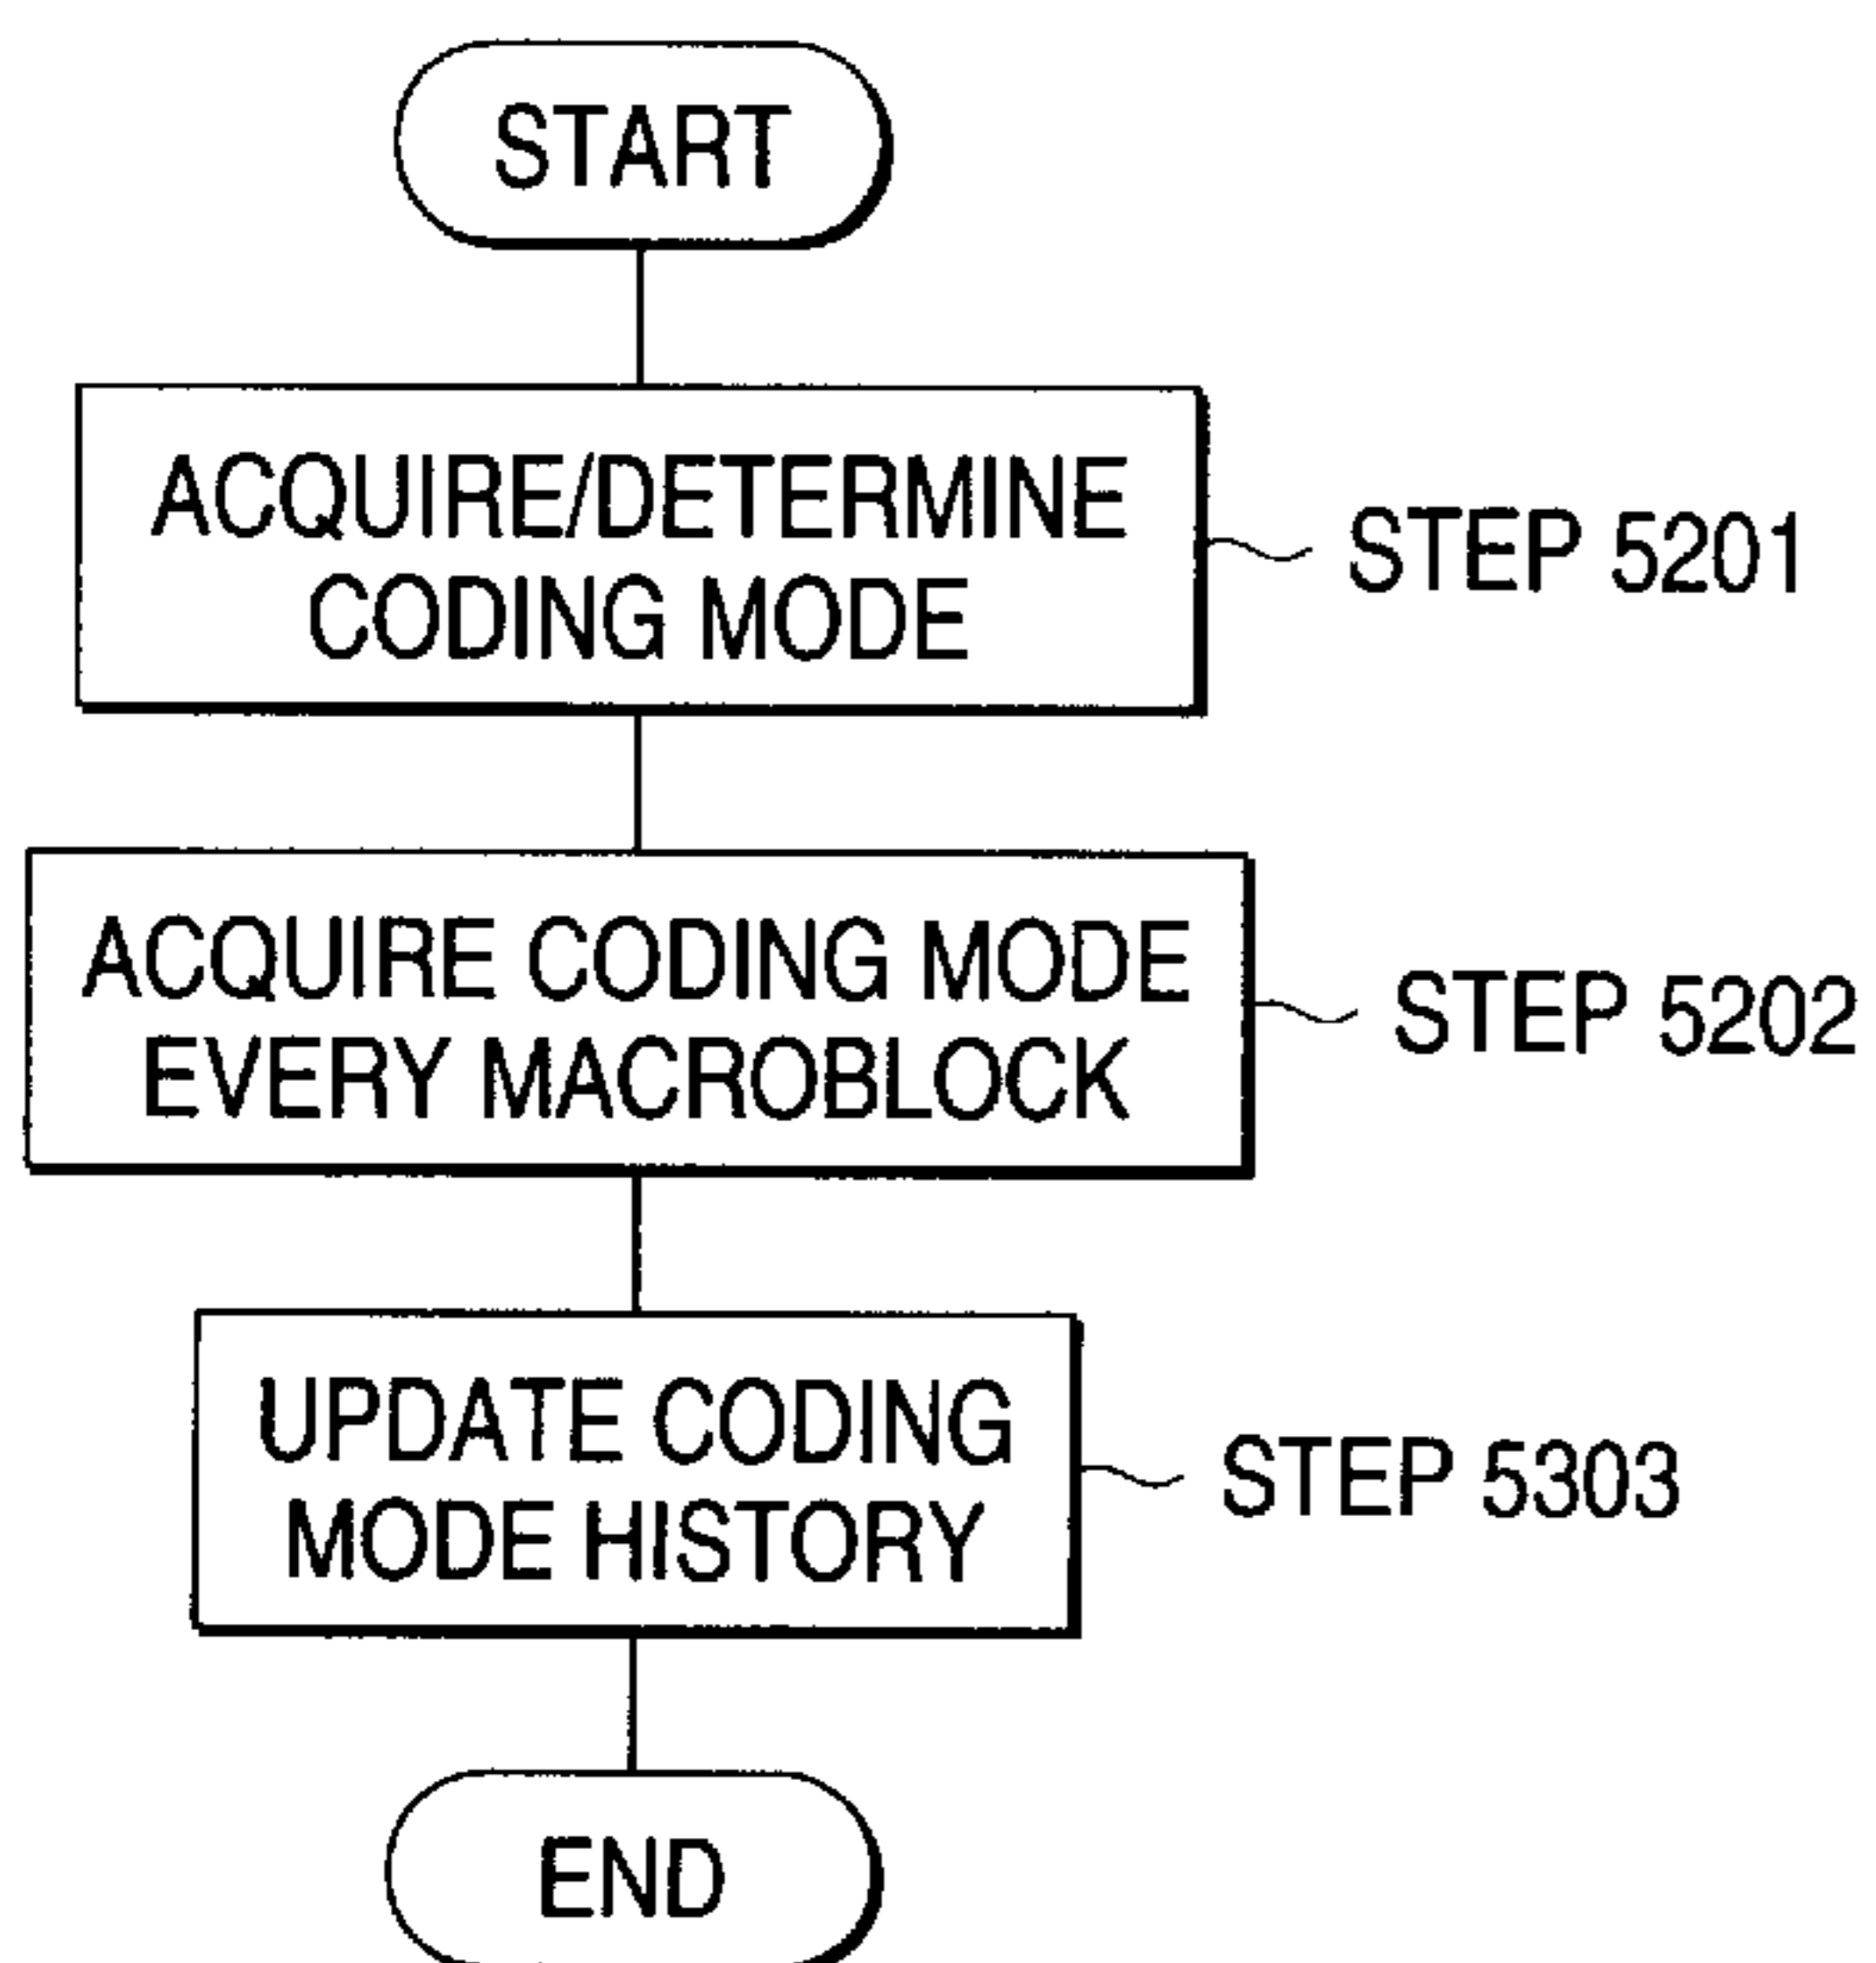 START
ACQUIRE/DETERMINE
CODING MODE
STEP 5201
ACQUIRE CODING MODE
EVERY MACROBLOCK
STEP 5202
UPDATE CODING
MODE HISTORY
STEP 5303
END